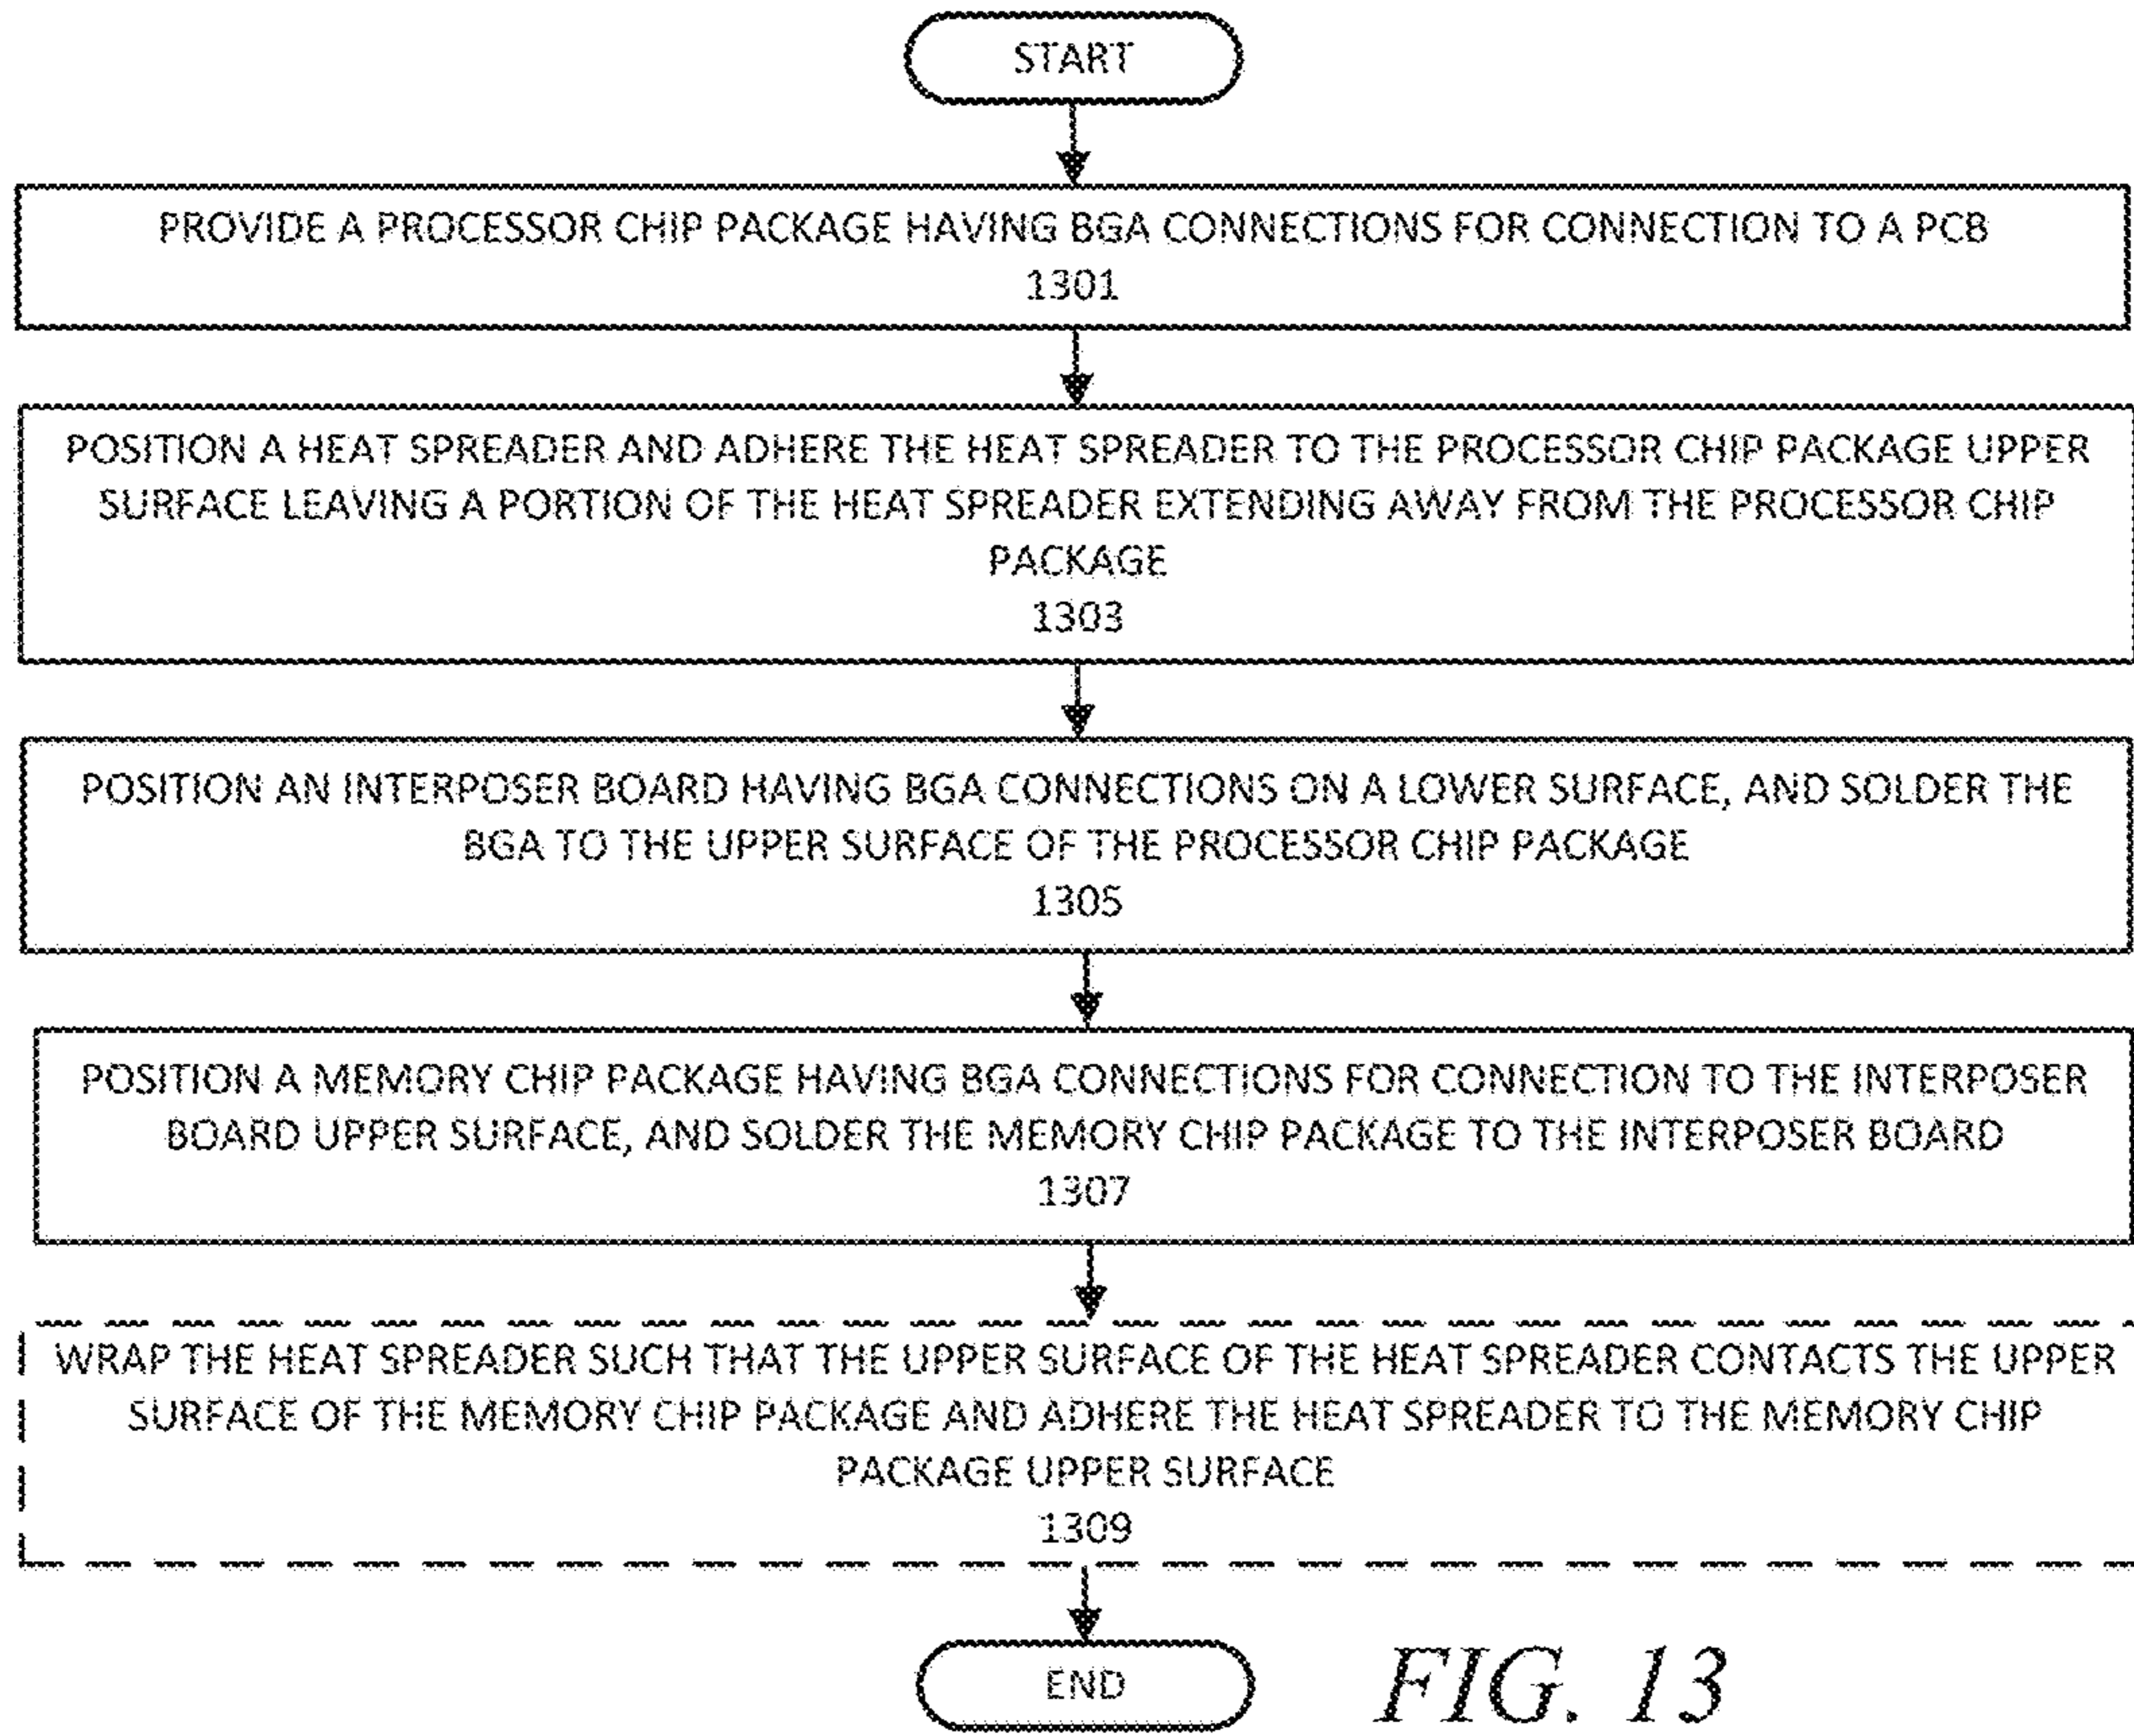 START
PROVIDE A PROCESSOR CHIP PACKAGE HAVING BGA CONNECTIONS FOR CONNECTION TO A PCB
1301
POSITION A HEAT SPREADER AND ADHERE THE HEAT SPREADER TO THE PROCESSOR CHIP PACKAGE UPPER
SURFACE LEAVING A PORTION OF THE HEAT SPREADER EXTENDING AWAY FROM THE PROCESSOR CHIP
PACKAGE
1303
POSITION AN INTERPOSER BOARD HAVING BGA CONNECTIONS ON A LOWER SURFACE, AND SOLDER THE
BGA TO THE UPPER SURFACE OF THE PROCESSOR CHIP PACKAGE
1305
POSITION A MEMORY CHIP PACKAGE HAVING BGA CONNECTIONS FOR CONNECTION TO THE INTERPOSER
BOARD UPPER SURFACE, AND SOLDER THE MEMORY CHIP PACKAGE TO THE INTERPOSER BOARD
1307
WRAP THE HEAT SPREADER SUCH THAT THE UPPER SURFACE OF THE HEAT SPREADER CONTACTS THE UPPER
SURFACE OF THE MEMORY CHIP PACKAGE AND ADHERE THE HEAT SPREADER TO THE MEMORY CHIP
PACKAGE UPPER SURFACE
1309
END
FIG. 13